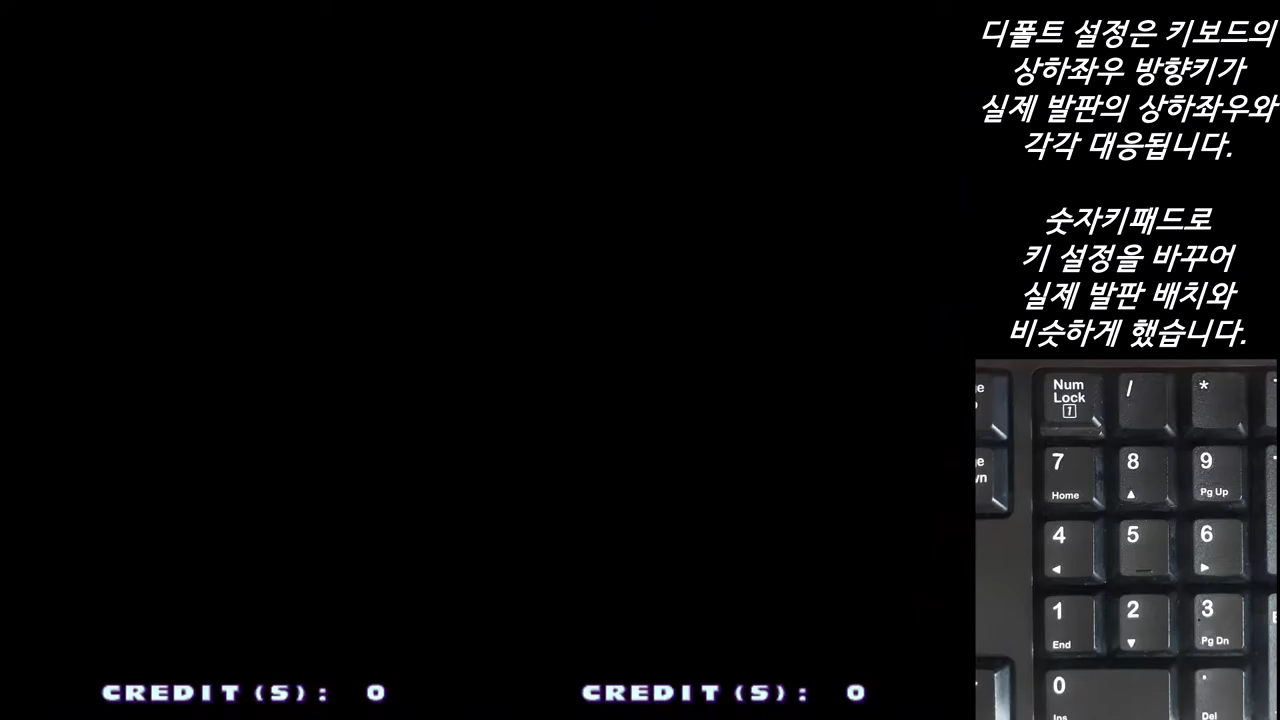 디폴트 설정은 키보드의
상하좌우 방향키가
실제 발판의 상하좌우와
각각 대응됩니다.
숫자키패드로
키 설정을 바꾸어
실제 발판 배치와
비슷하게 했습니다.
Num
Lock
1
/
*
7
Home
8
9
Pg Up
4
5
6
1
End
2
3
Pg Dn
0
Ins
.
Del
CREDIT(S): 0
CREDIT(S): 0